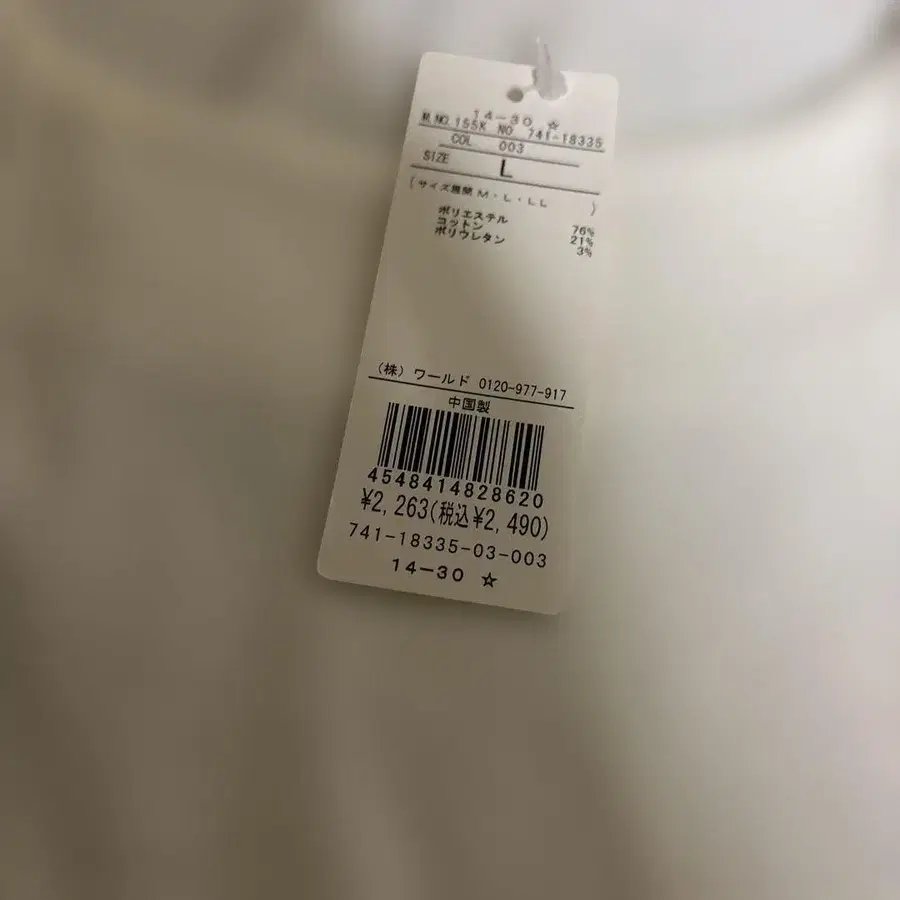 14-30 ☆
M.NO.155K NO 741-18335
COL 003
SIZE L
(サイズ展開 M・L・LL )
ポリエステル 76%
コットン 21%
ポリウレタン 3%
(株) ワールド 0120-977-917
中国製
4548414828620
¥2,263(税込¥2,490)
741-18335-03-003
14-30 ☆